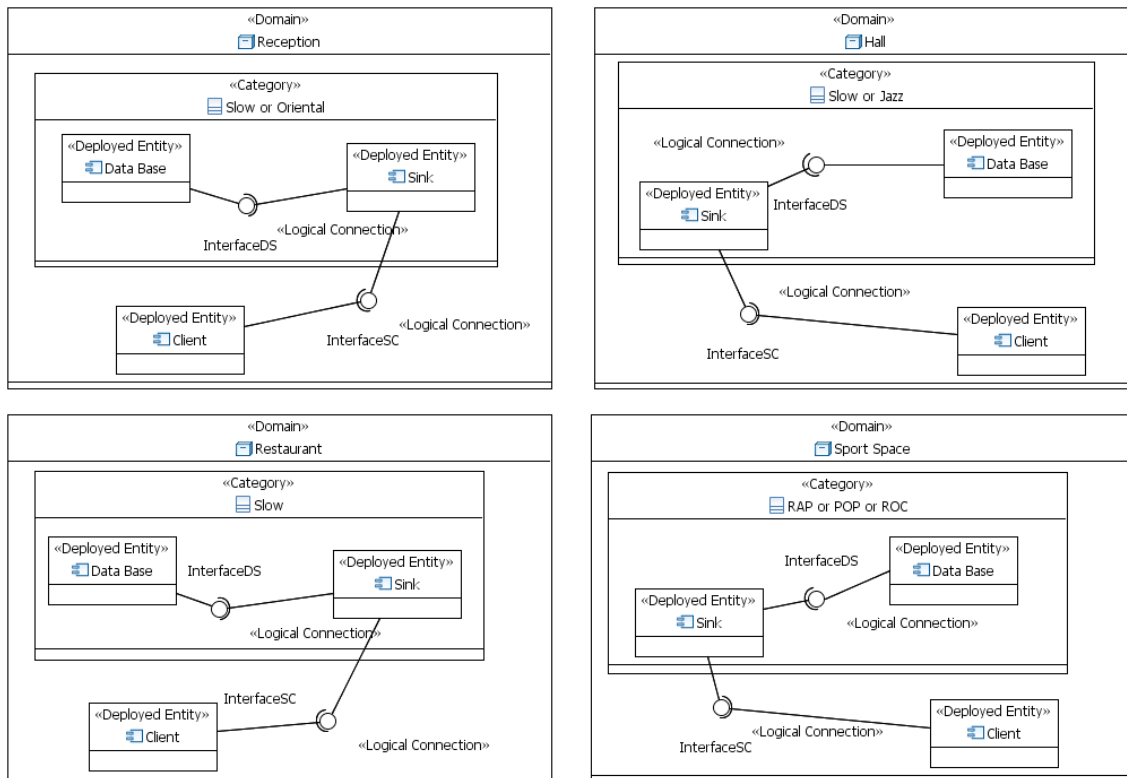 «Domain»
Reception
«Category»
Slow or Oriental
«Deployed Entity»
Data Base
«Deployed Entity»
Sink
«Logical Connection»
InterfaceDS
«Deployed Entity»
Client
«Logical Connection»
InterfaceSC
«Domain»
Hall
«Category»
Slow or Jazz
«Logical Connection»
«Deployed Entity»
Data Base
«Deployed Entity»
Sink
InterfaceDS
«Logical Connection»
InterfaceSC
«Deployed Entity»
Client
«Domain»
Restaurant
«Category»
Slow
«Deployed Entity»
Data Base
InterfaceDS
«Deployed Entity»
Sink
«Logical Connection»
InterfaceSC
«Deployed Entity»
Client
«Logical Connection»
«Domain»
Sport Space
«Category»
RAP or POP or ROC
InterfaceDS
«Deployed Entity»
Data Base
«Deployed Entity»
Sink
«Logical Connection»
«Logical Connection»
InterfaceSC
«Deployed Entity»
Client